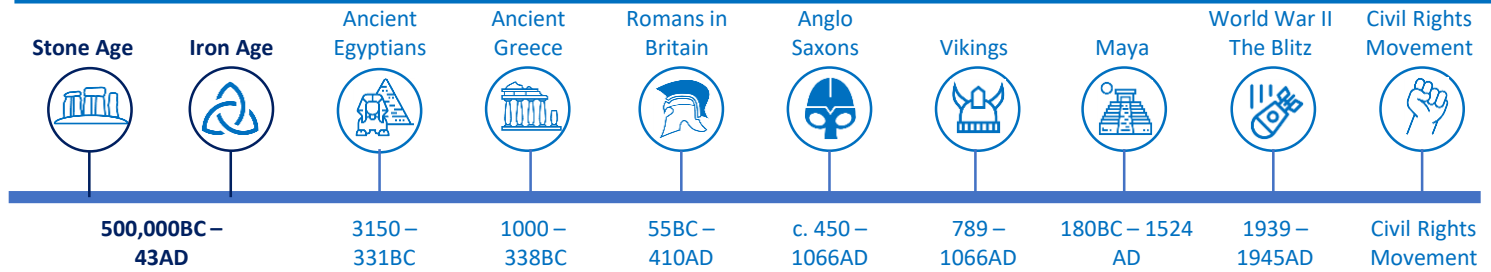 Stone Age
Iron Age
Ancient
Egyptians
Ancient
Greece
Romans in
Britain
Anglo
Saxons
Vikings
Maya
World War II
The Blitz
Civil Rights
Movement
500,000BC –
43AD
3150 –
331BC
1000 –
338BC
55BC –
410AD
c. 450 –
1066AD
789 –
1066AD
180BC – 1524
AD
1939 –
1945AD
Civil Rights
Movement